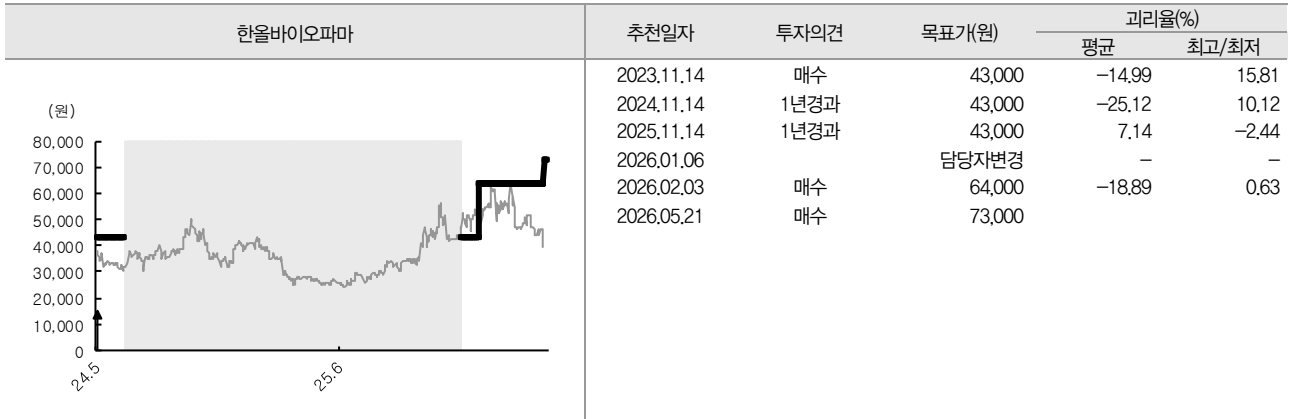 한올바이오파마
추천일자 투자의견 목표가(원) 괴리율(%)
평균 최고/최저
2023.11.14 매수 43,000 -14.99 15.81
2024.11.14 1년경과 43,000 -25.12 10.12
2025.11.14 1년경과 43,000 7.14 -2.44
2026.01.06 담당자변경 - -
2026.02.03 매수 64,000 -18.89 0.63
2026.05.21 매수 73,000
(원)
80,000
70,000
60,000
50,000
40,000
30,000
20,000
10,000
0
24.5 25.6